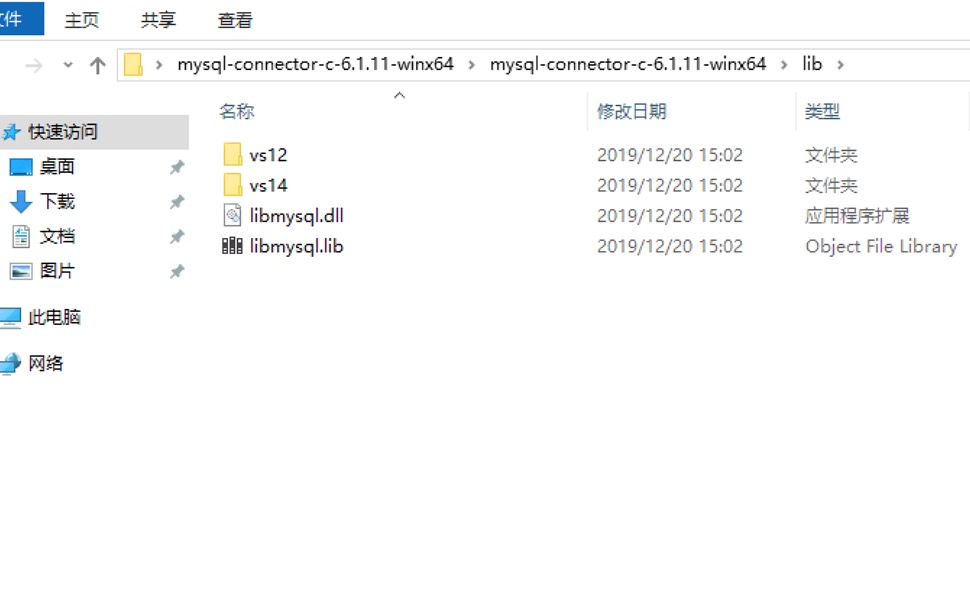 文件 主页 共享 查看
mysql-connector-c-6.1.11-winx64 › mysql-connector-c-6.1.11-winx64 › lib ›
名称 修改日期 类型
快速访问
vs12 2019/12/20 15:02 文件夹
桌面
vs14 2019/12/20 15:02 文件夹
下载
libmysql.dll 2019/12/20 15:02 应用程序扩展
文档
libmysql.lib 2019/12/20 15:02 Object File Library
图片
此电脑
网络